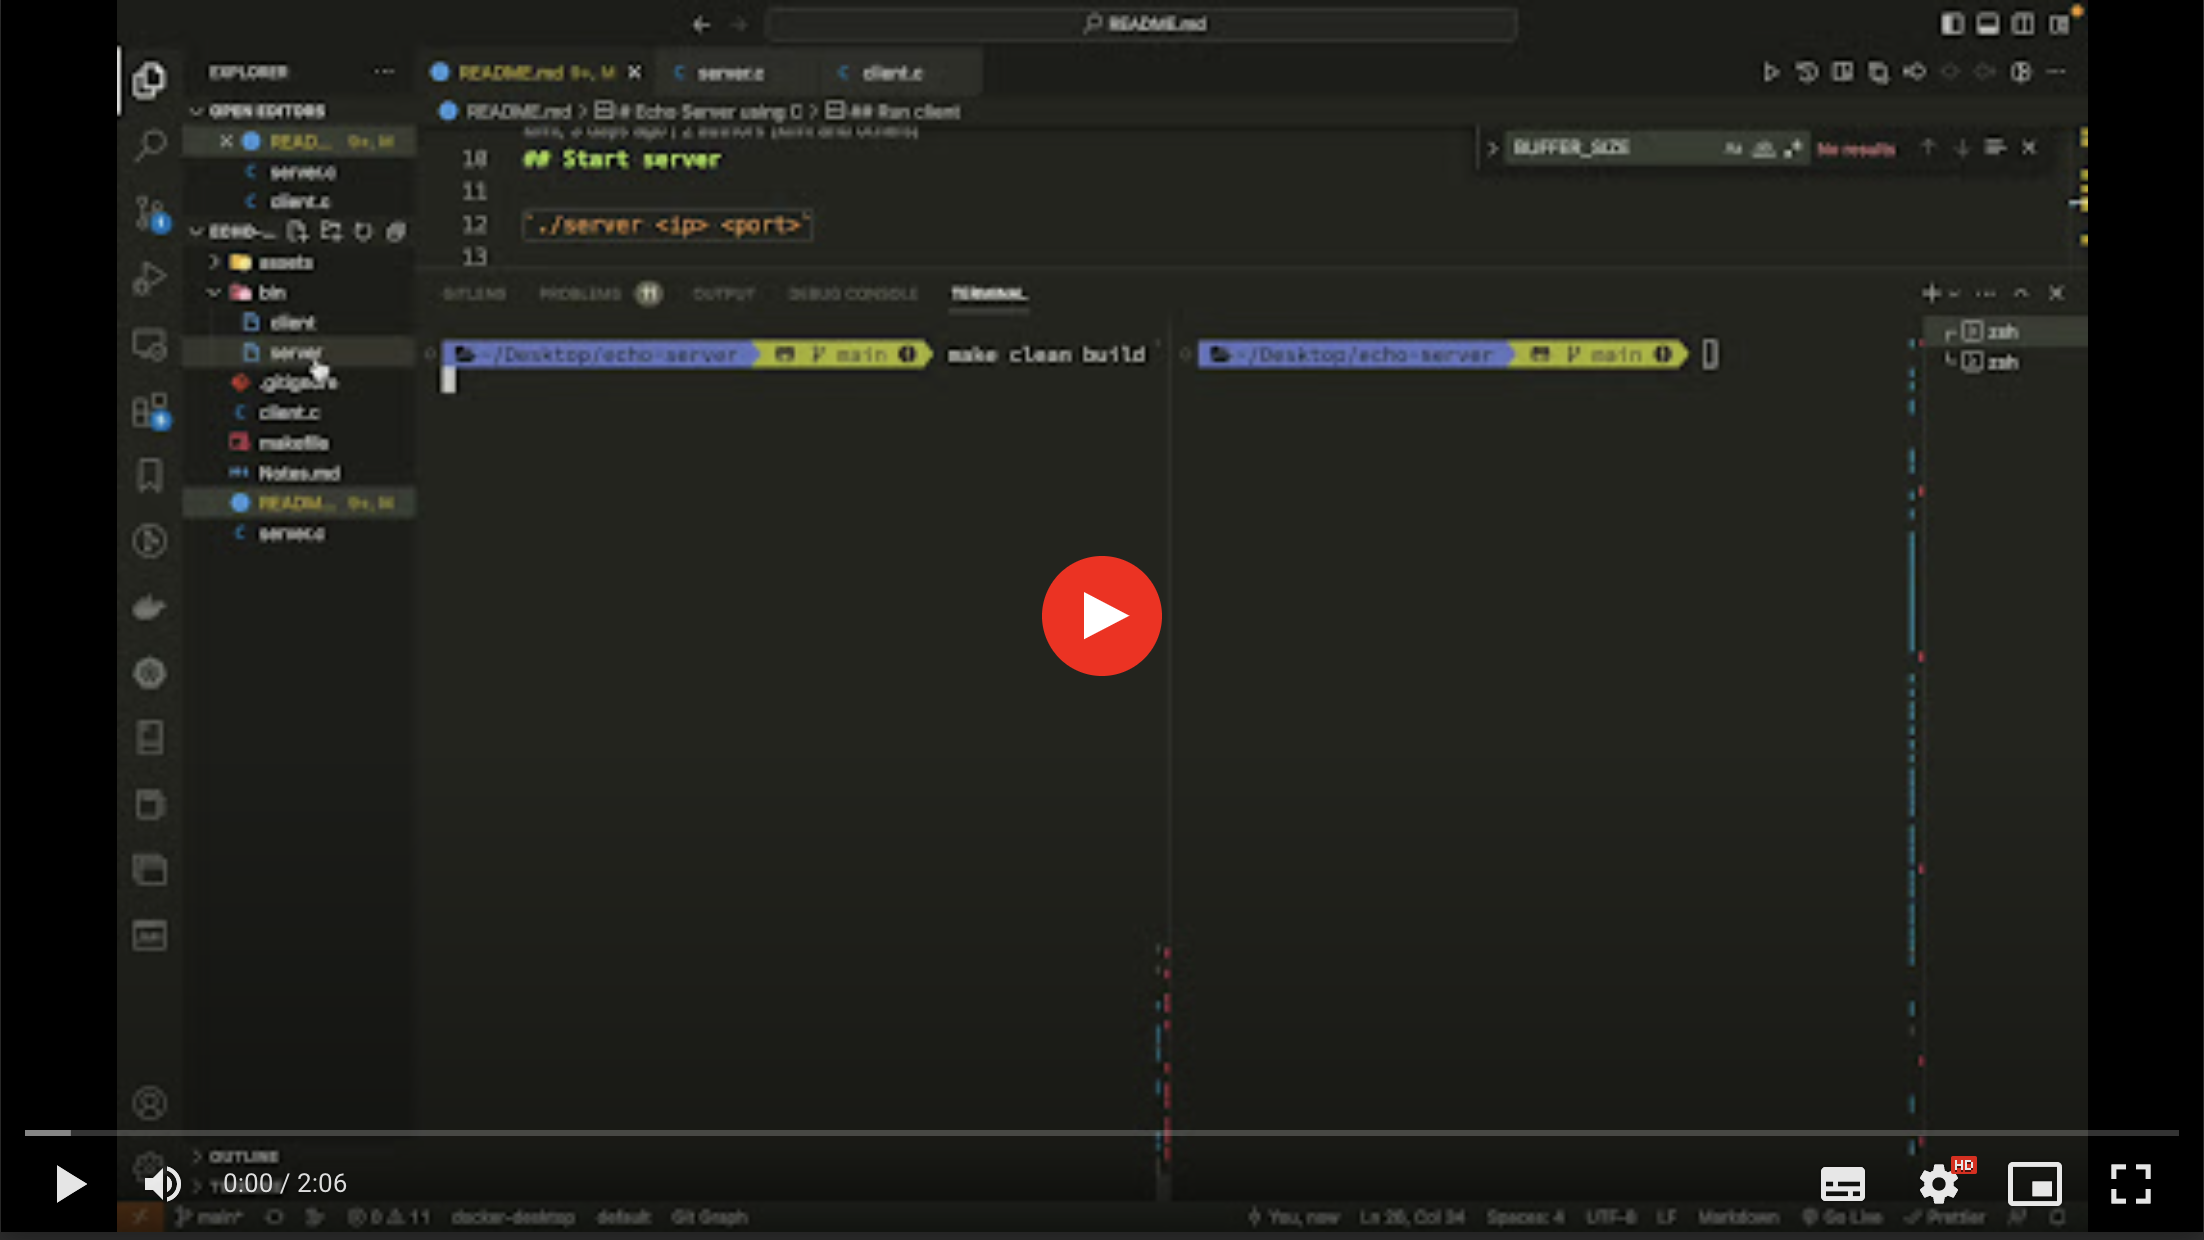 README.md
EXPLORER
README.md 9+, M
server.c
client.c
OPEN EDITORS
README.md > # Echo Server using C > ## Run client
READ... 9+, M
server.c
client.c
10 ## Start server
11
12 `./server <ip> <port>`
13
BUFFER_SIZE
No results
ECHO-...
assets
bin
client
server
.gitignore
client.c
makefile
Notes.md
READM... 9+, M
server.c
GITLENS PROBLEMS 11 OUTPUT DEBUG CONSOLE TERMINAL
~/Desktop/echo-server main make clean build
~/Desktop/echo-server main
zsh
zsh
OUTLINE
HD
0:00 / 2:06
main* 0 11 docker-desktop default Git Graph
You, now Ln 26, Col 34 Spaces: 4 UTF-8 LF Markdown Go Live Prettier